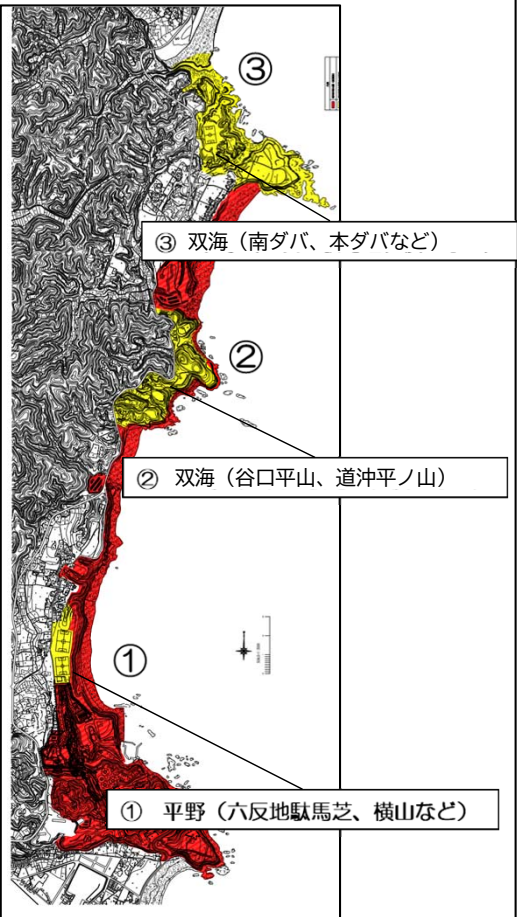 ③
③ 双海（南ダバ、本ダバなど）
②
② 双海（谷口平山、道沖平ノ山）
①
① 平野（六反地駄馬芝、横山など）